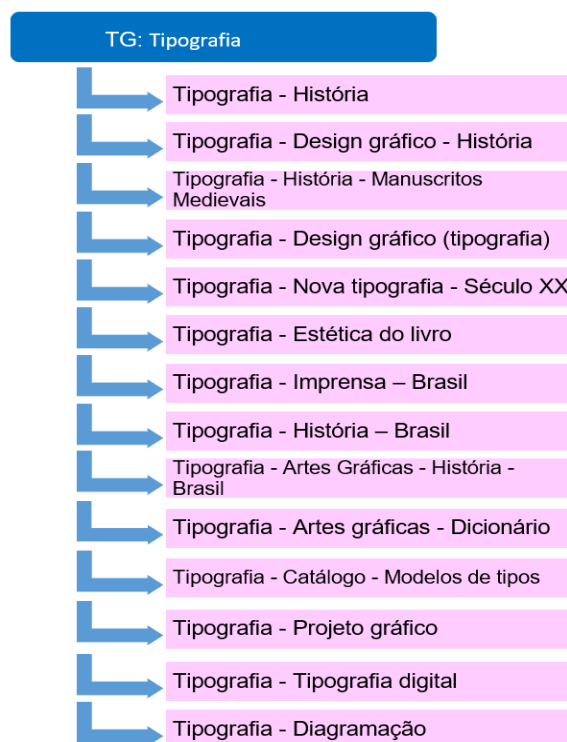 TG: Tipografia
Tipografia - História
Tipografia - Design gráfico - História
Tipografia - História - Manuscritos
Medievais
Tipografia - Design gráfico (tipografia)
Tipografia - Nova tipografia - Século XX
Tipografia - Estética do livro
Tipografia - Imprensa – Brasil
Tipografia - História – Brasil
Tipografia - Artes Gráficas - História -
Brasil
Tipografia - Artes gráficas - Dicionário
Tipografia - Catálogo - Modelos de tipos
Tipografia - Projeto gráfico
Tipografia - Tipografia digital
Tipografia - Diagramação